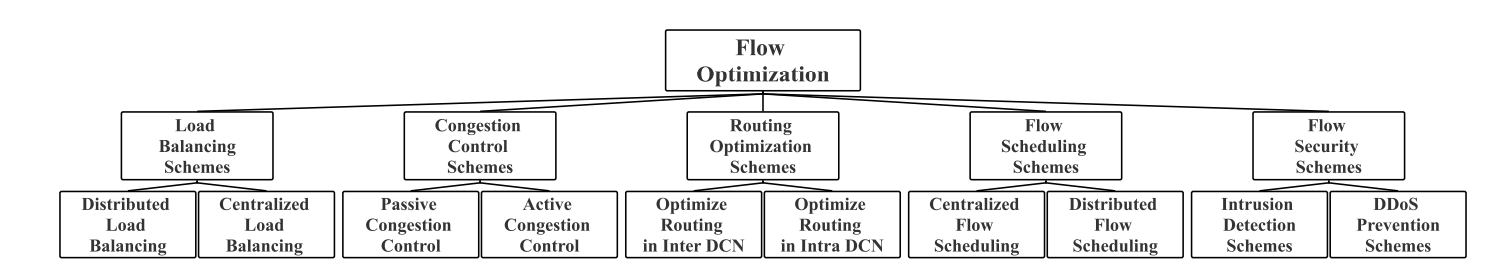 Flow
Optimization
Load
Balancing
Schemes
Congestion
Control
Schemes
Routing
Optimization
Schemes
Flow
Scheduling
Schemes
Flow
Security
Schemes
Distributed
Load
Balancing
Centralized
Load
Balancing
Passive
Congestion
Control
Active
Congestion
Control
Optimize
Routing
in Inter DCN
Optimize
Routing
in Intra DCN
Centralized
Flow
Scheduling
Distributed
Flow
Scheduling
Intrusion
Detection
Schemes
DDoS
Prevention
Schemes